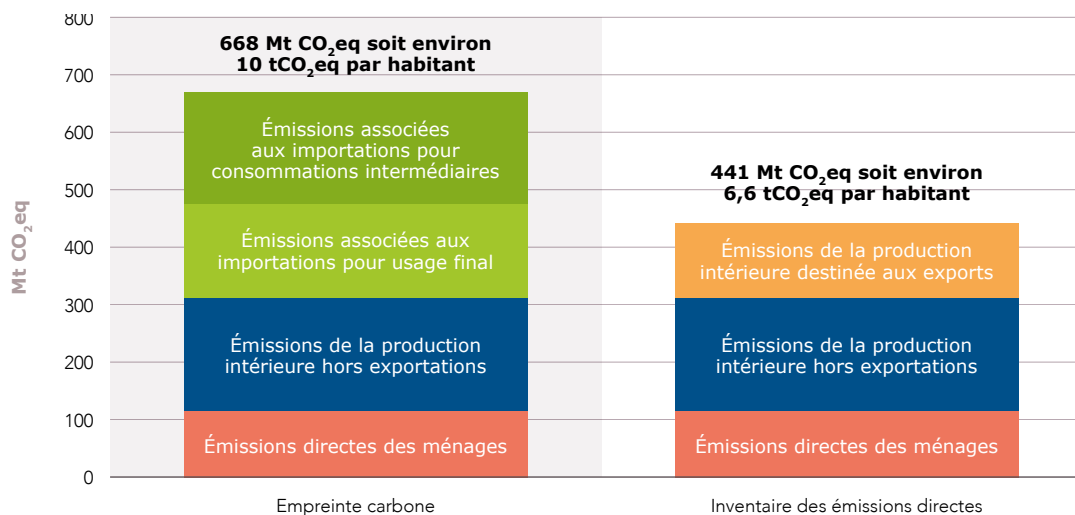 800
700
600
500
400
300
200
100
0
Mt CO₂eq
668 Mt CO₂eq soit environ
10 tCO₂eq par habitant
Émissions associées
aux importations pour
consommations intermédiaires
Émissions associées aux
importations pour usage final
Émissions de la production
intérieure hors exportations
Émissions directes des ménages
Empreinte carbone
441 Mt CO₂eq soit environ
6,6 tCO₂eq par habitant
Émissions de la production
intérieure destinée aux exports
Émissions de la production
intérieure hors exportations
Émissions directes des ménages
Inventaire des émissions directes